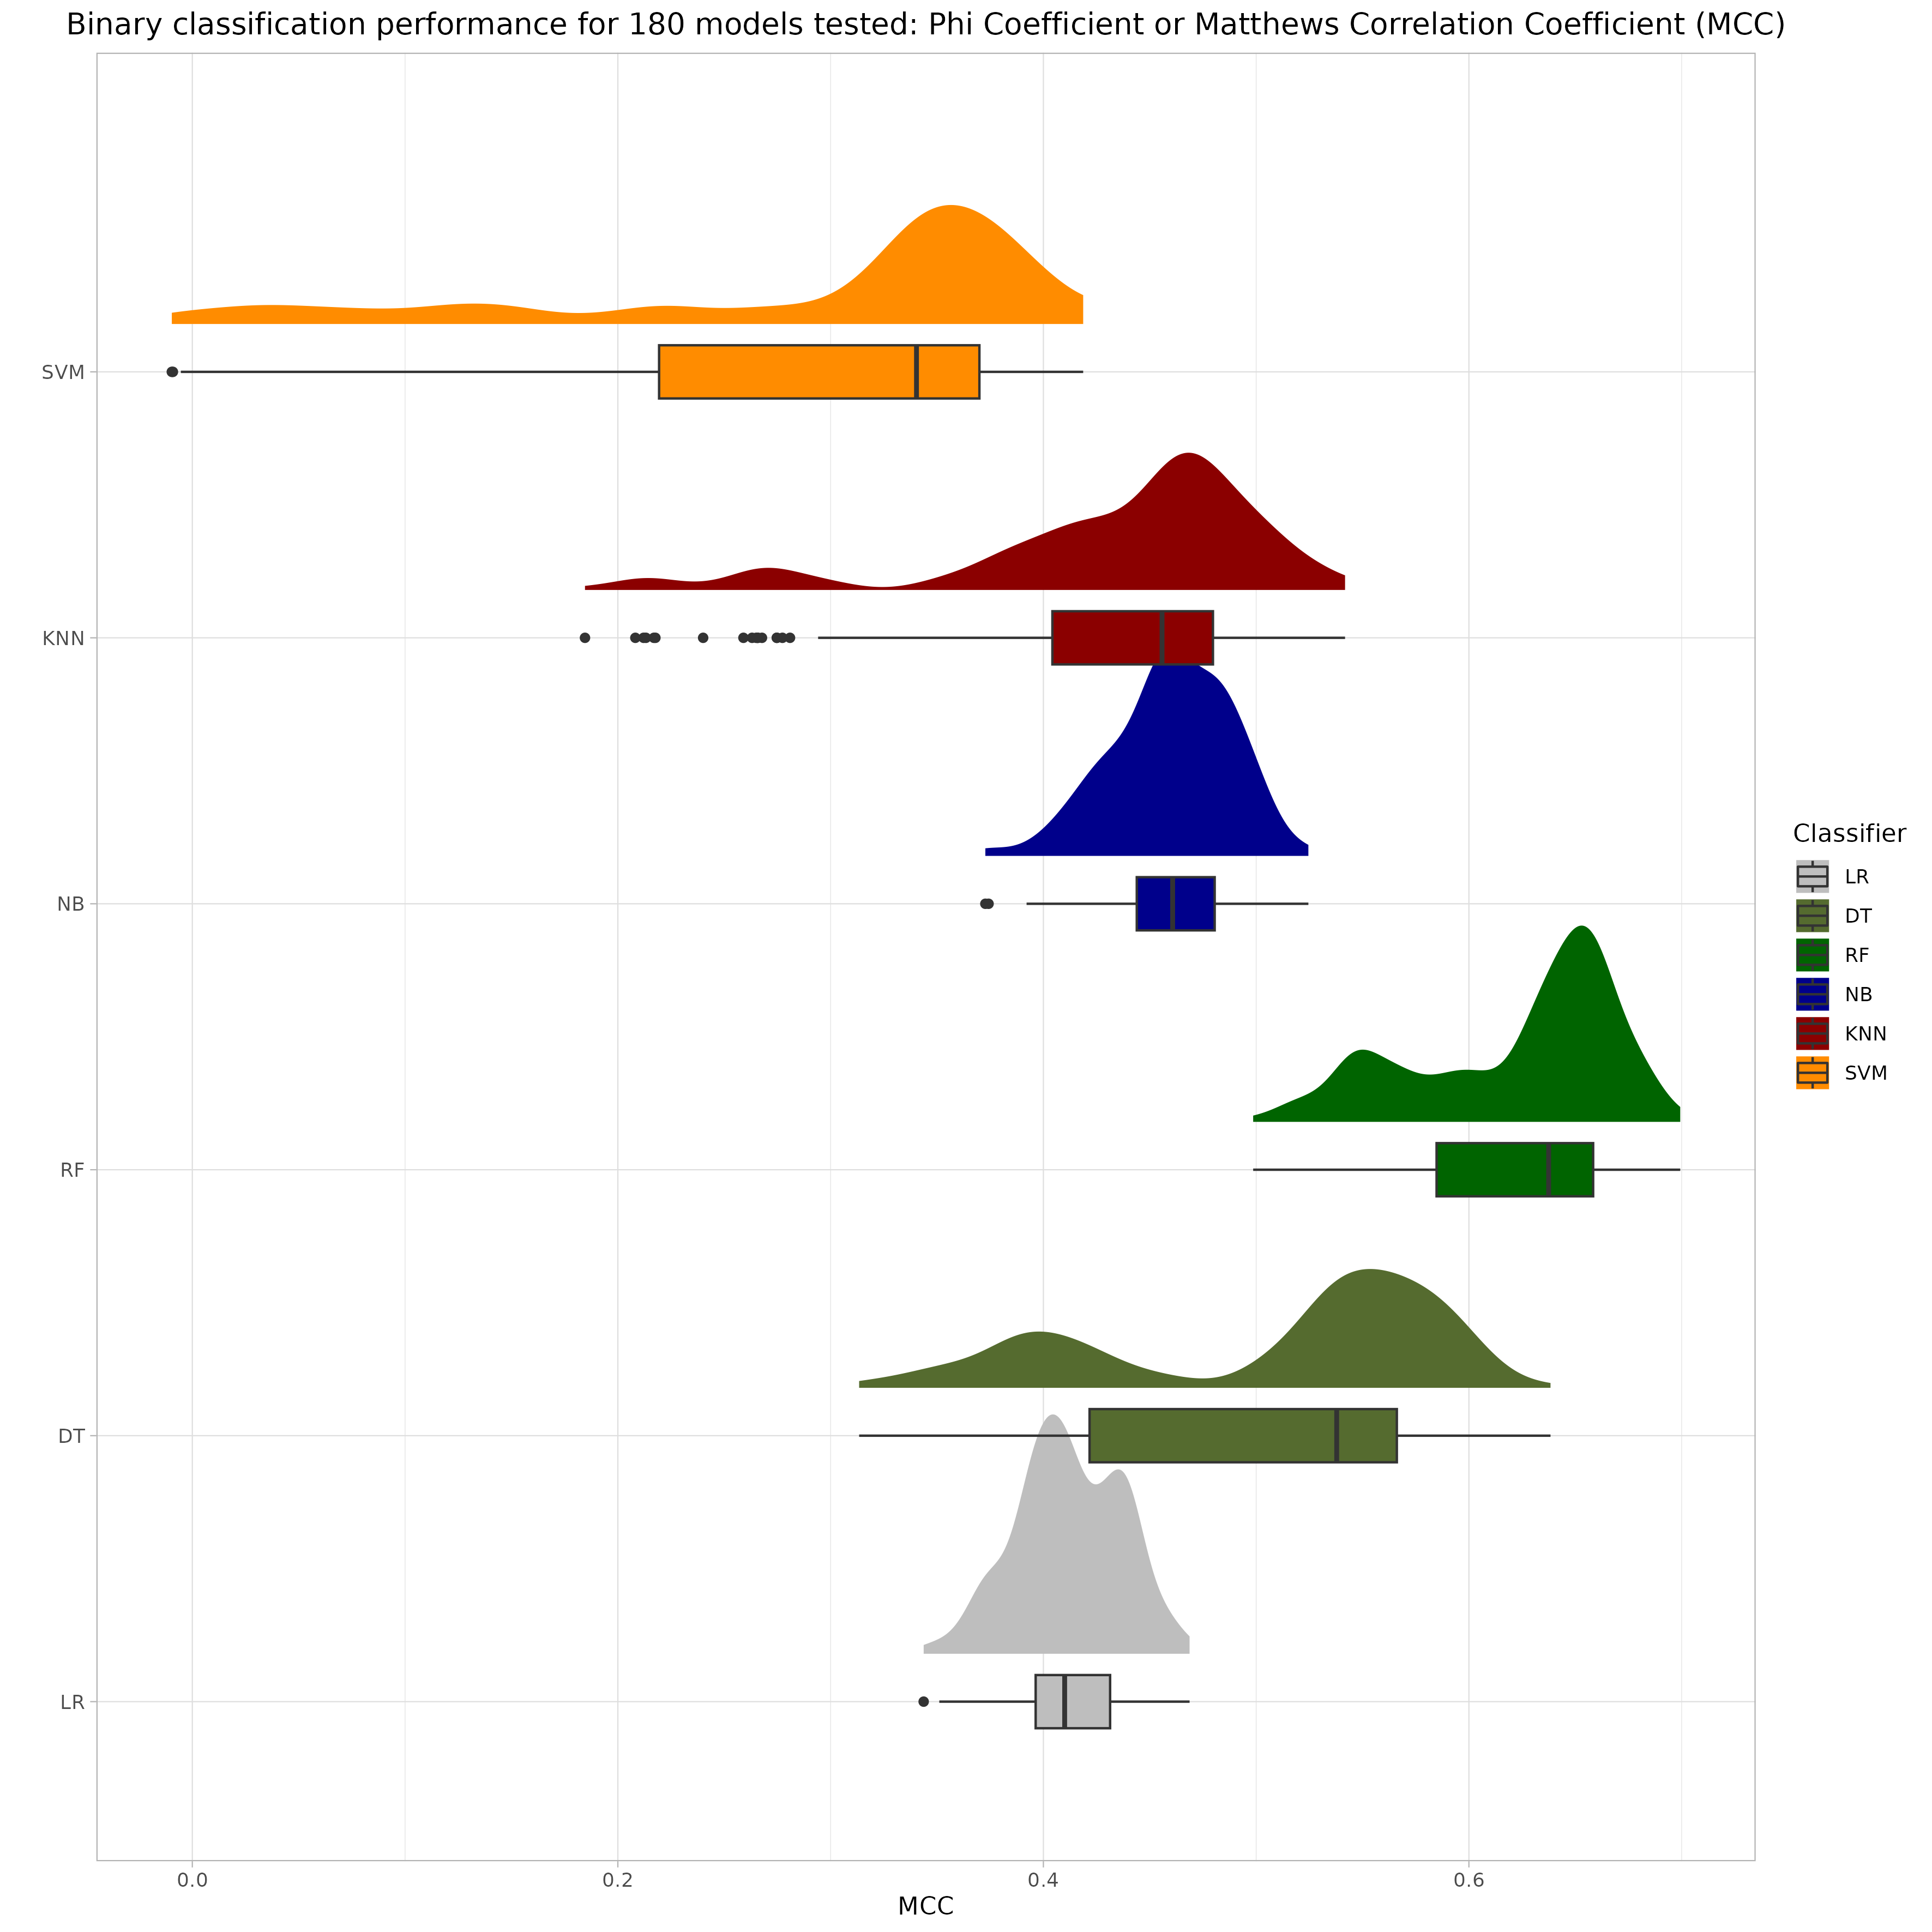 Binary classification performance for 180 models tested: Phi Coefficient or Matthews Correlation Coefficient (MCC)
SVM
KNN
NB
RF
DT
LR
0.0 0.2 0.4 0.6
MCC
Classifier
LR
DT
RF
NB
KNN
SVM